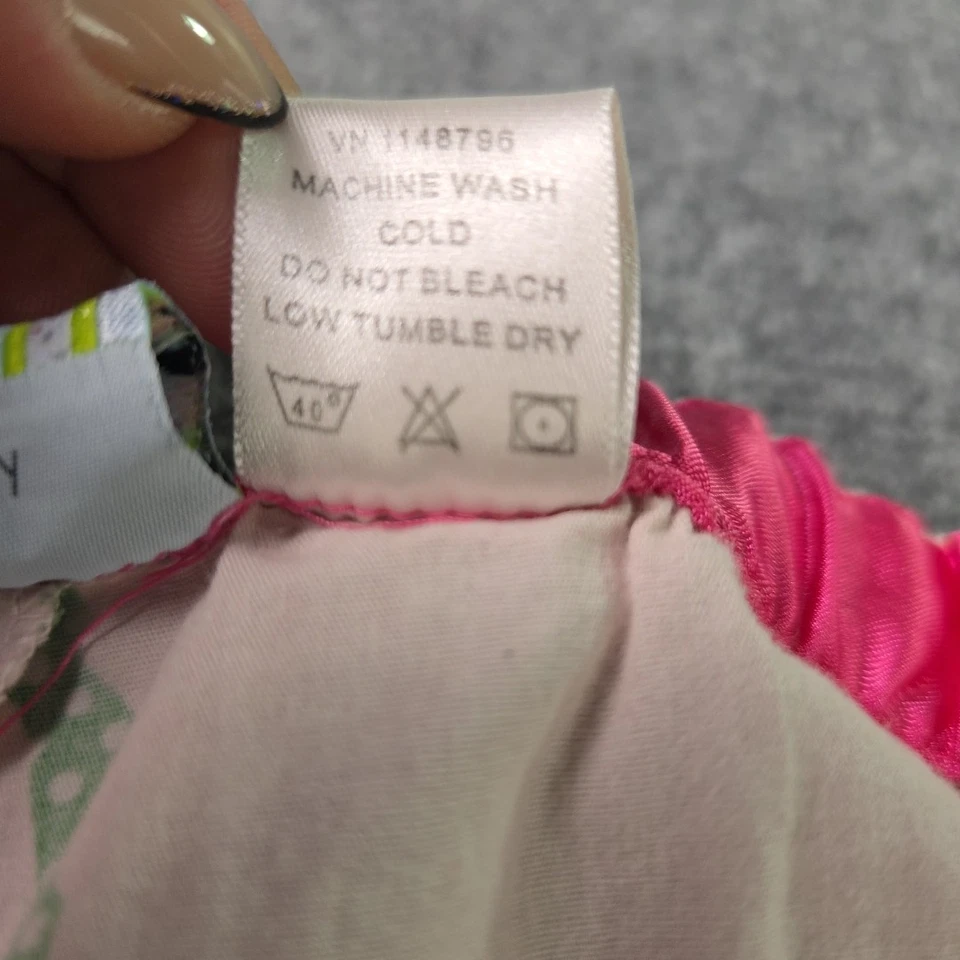 VN 1148796
MACHINE WASH
COLD
DO NOT BLEACH
LOW TUMBLE DRY
40°